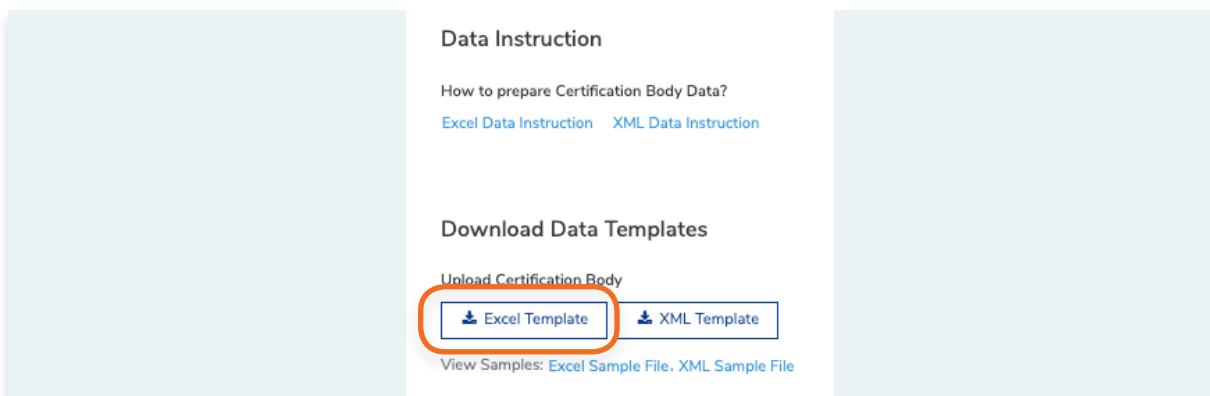 Data Instruction
How to prepare Certification Body Data?
Excel Data Instruction XML Data Instruction
Download Data Templates
Upload Certification Body
Excel Template XML Template
View Samples: Excel Sample File, XML Sample File